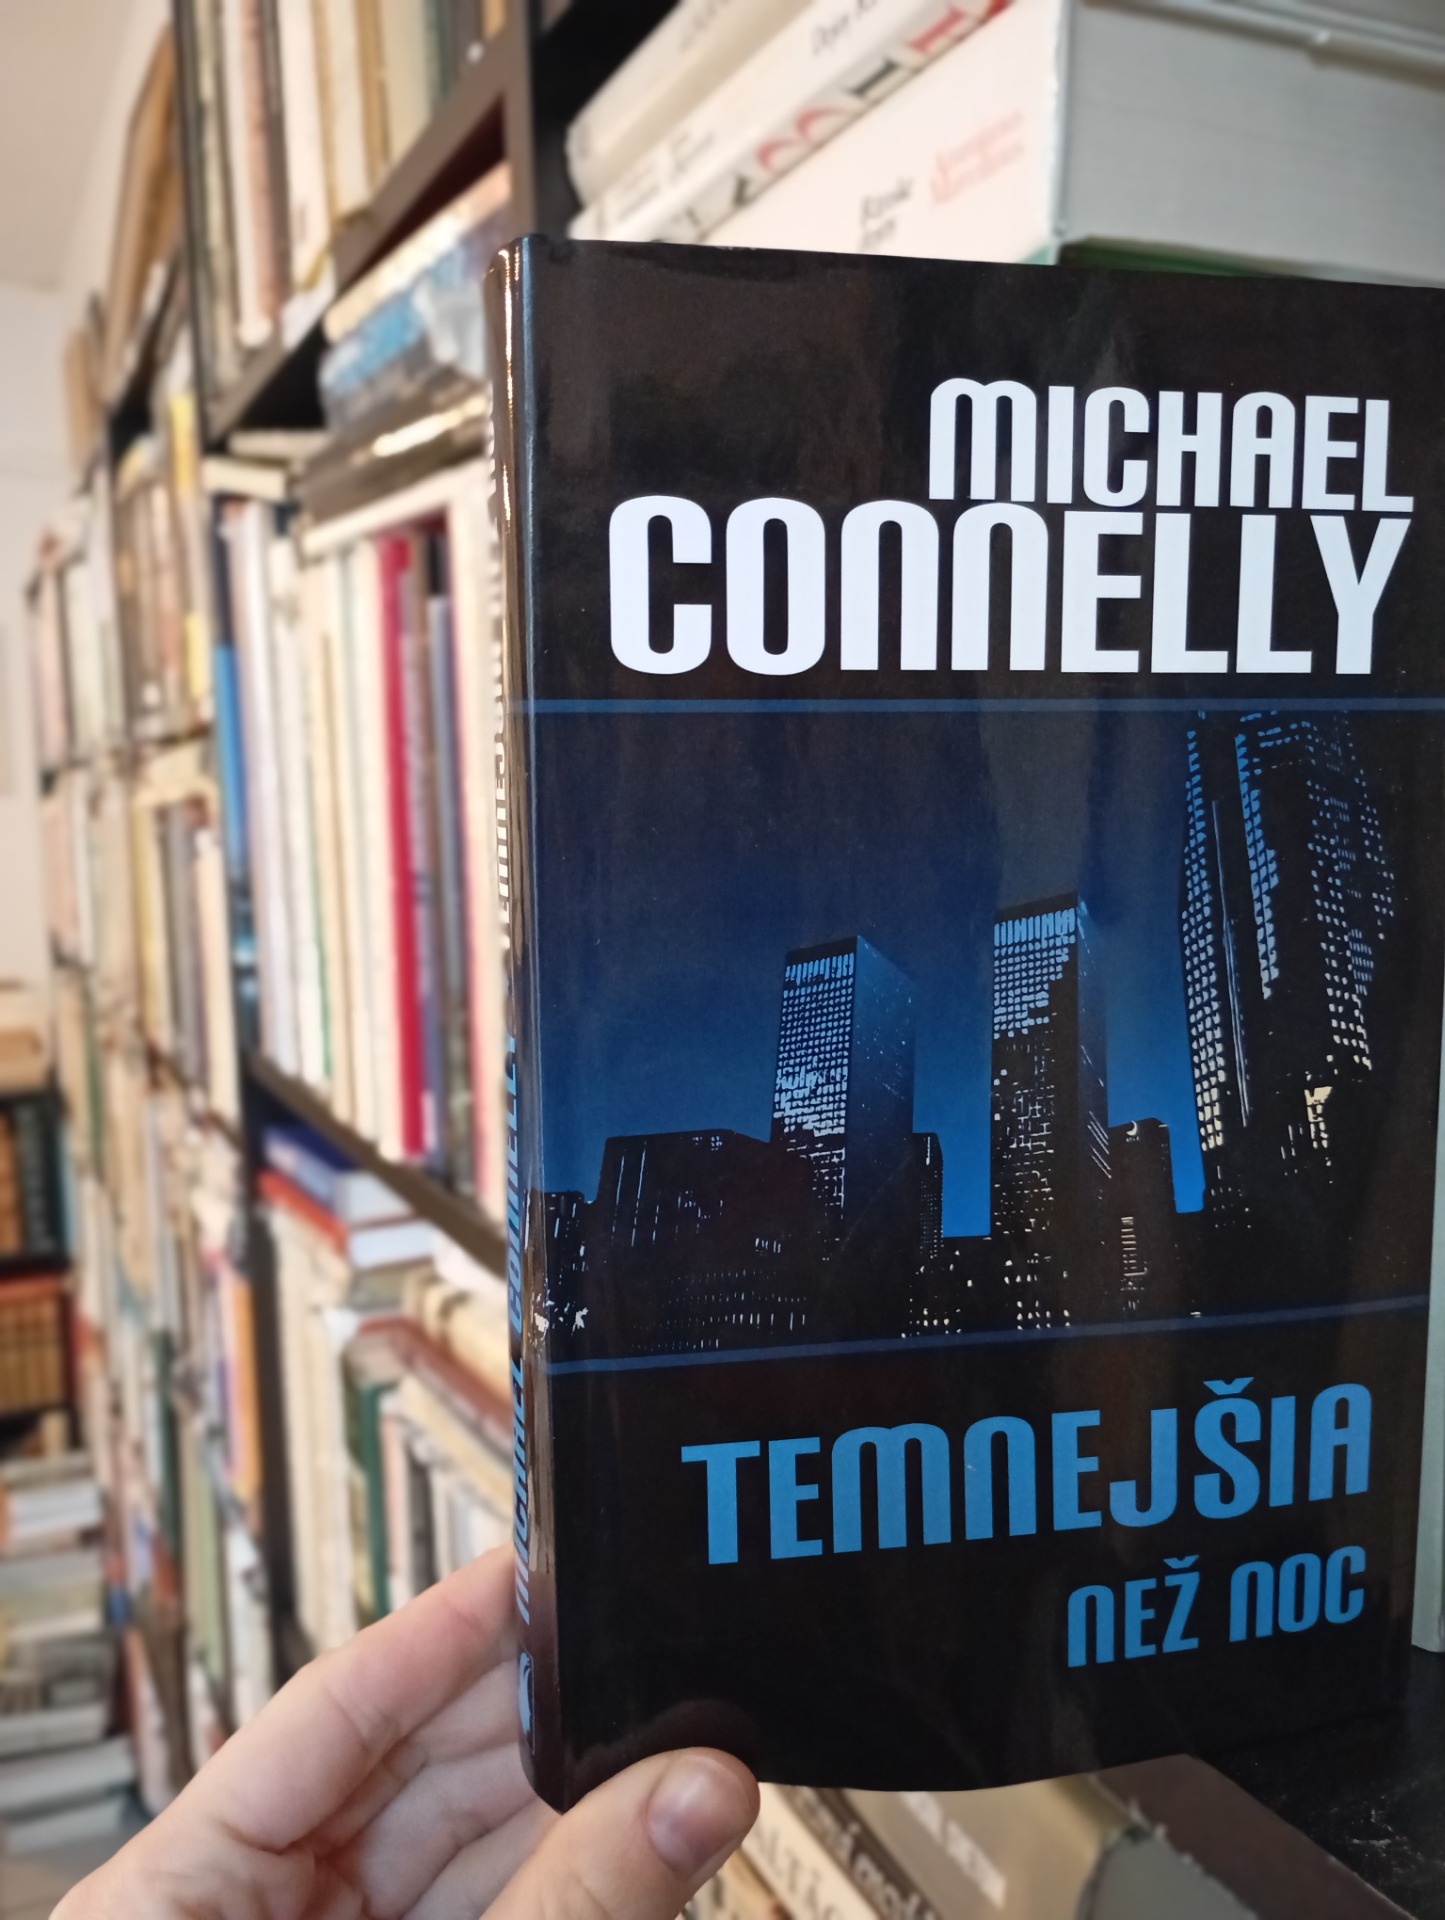 MICHAEL
CONNELLY
TEMNEJŠIA
NEŽ NOC
MICHAEL CONNELLY